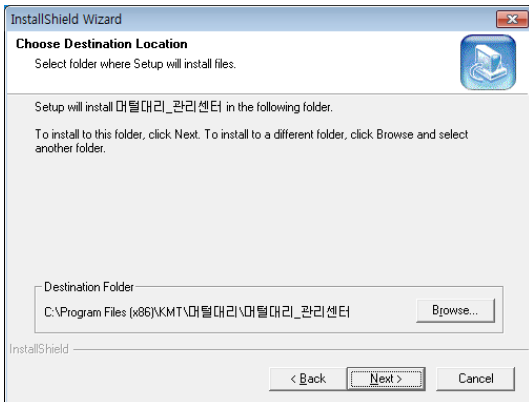 InstallShield Wizard
Choose Destination Location
Select folder where Setup will install files.
Setup will install 머털대리_관리센터 in the following folder.
To install to this folder, click Next. To install to a different folder, click Browse and select
another folder.
Destination Folder
C:\Program Files (x86)\KMT\머털대리\머털대리_관리센터
Browse...
InstallShield
< Back
Next >
Cancel